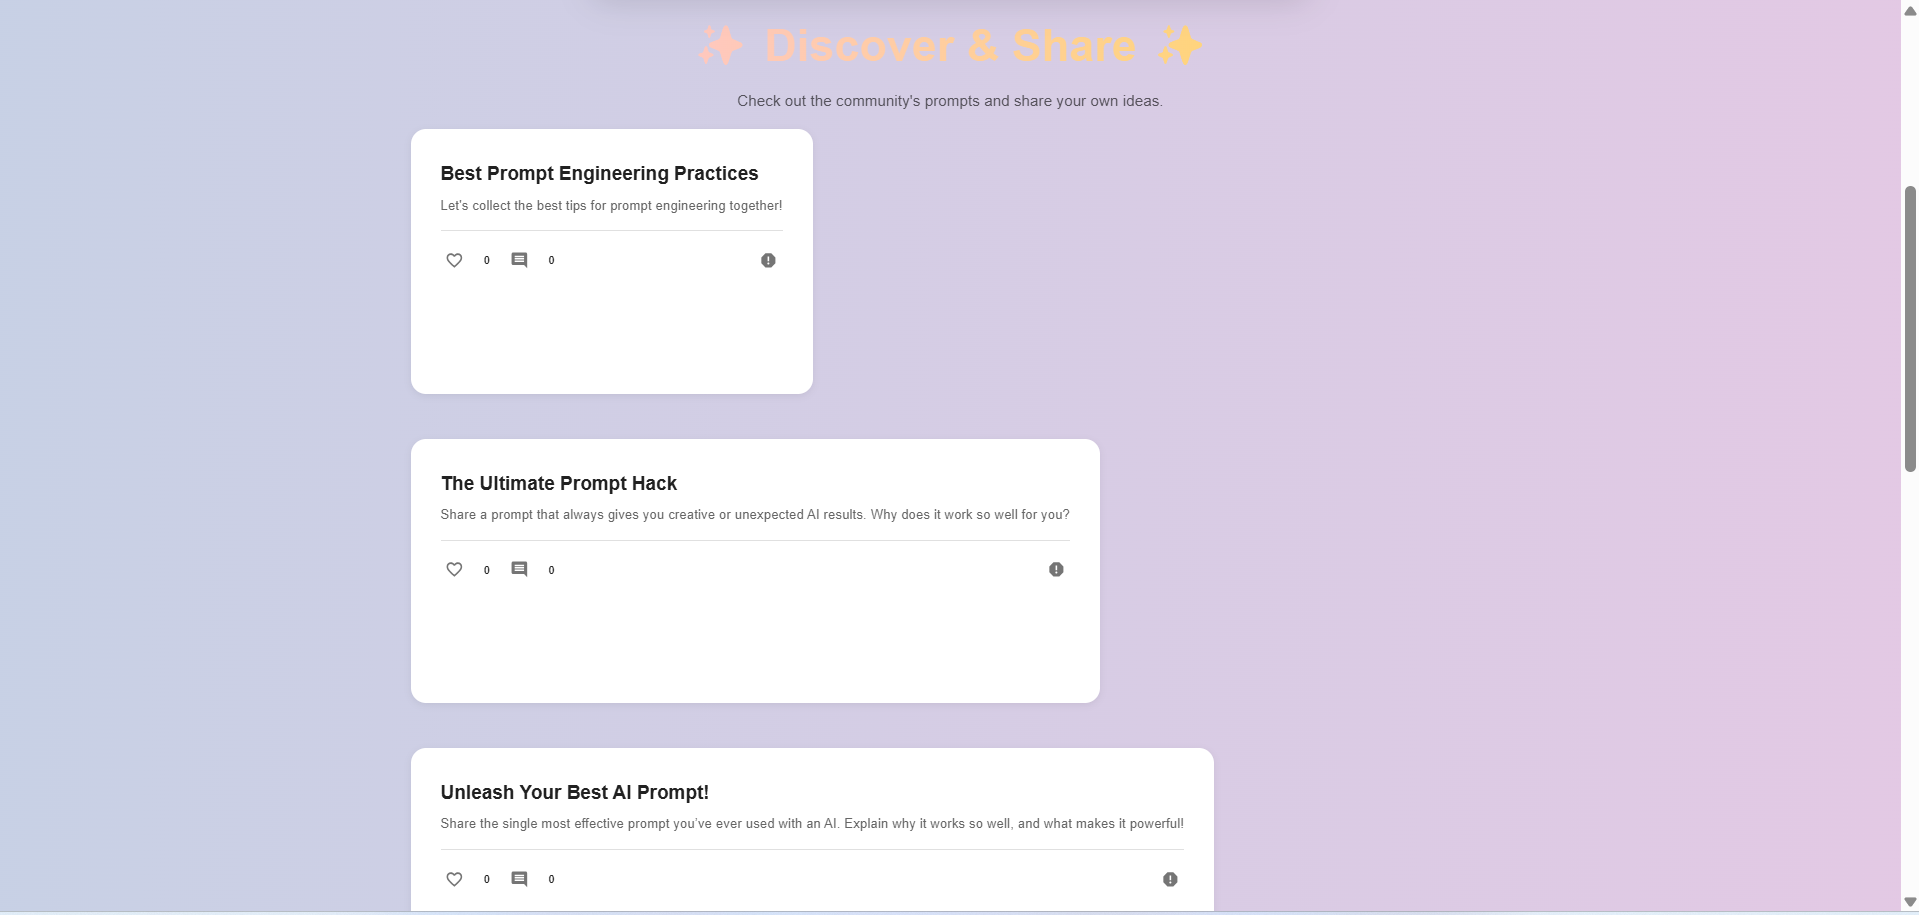 ✨ Discover & Share ✨
Check out the community's prompts and share your own ideas.
Best Prompt Engineering Practices
Let's collect the best tips for prompt engineering together!
0 0
The Ultimate Prompt Hack
Share a prompt that always gives you creative or unexpected AI results. Why does it work so well for you?
0 0
Unleash Your Best AI Prompt!
Share the single most effective prompt you've ever used with an AI. Explain why it works so well, and what makes it powerful!
0 0